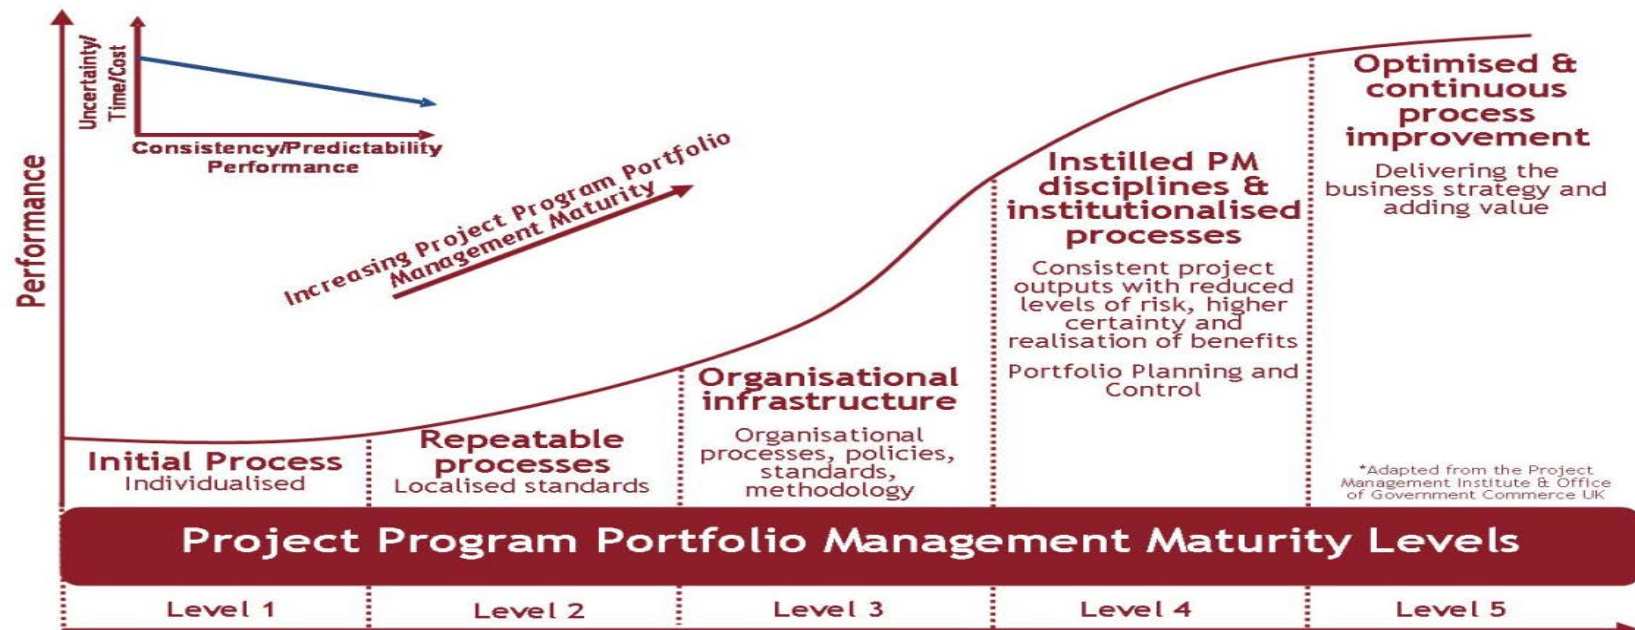 Uncertainty/
Time/Cost
Consistency/Predictability
Performance
Performance
Increasing Project Program Portfolio
Management Maturity
Initial Process
Individualised
Repeatable
processes
Localised standards
Organisational
infrastructure
Organisational
processes, policies,
standards,
methodology
Instilled PM
disciplines &
institutionalised
processes
Consistent project
outputs with reduced
levels of risk, higher
certainty and
realisation of benefits
Portfolio Planning and
Control
Optimised &
continuous
process
improvement
Delivering the
business strategy and
adding value
*Adapted from the Project
Management Institute & Office
of Government Commerce UK
Project Program Portfolio Management Maturity Levels
Level 1
Level 2
Level 3
Level 4
Level 5